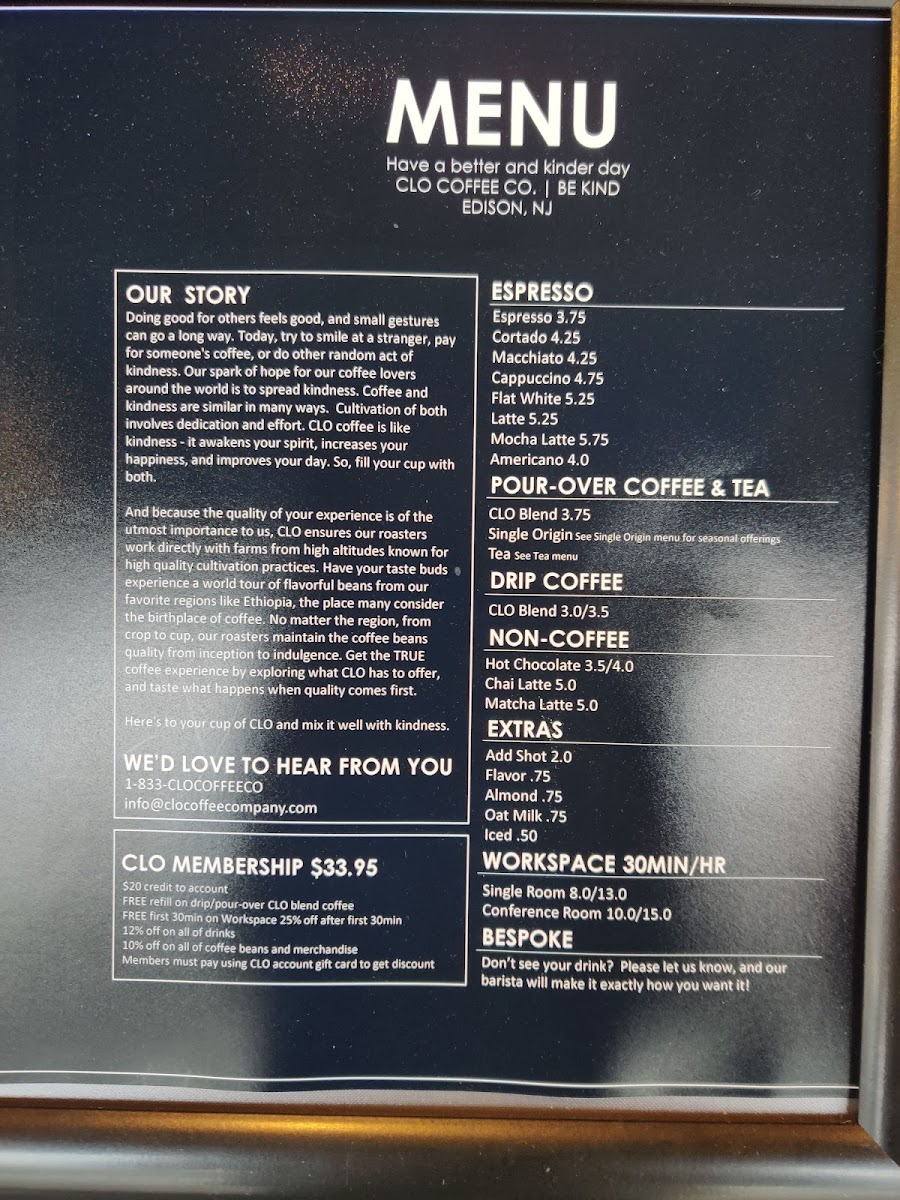 MENU
Have a better and kinder day
CLO COFFEE CO. | BE KIND
EDISON, NJ
OUR STORY
Doing good for others feels good, and small gestures
can go a long way. Today, try to smile at a stranger, pay
for someone's coffee, or do other random act of
kindness. Our spark of hope for our coffee lovers
around the world is to spread kindness. Coffee and
kindness are similar in many ways. Cultivation of both
involves dedication and effort. CLO coffee is like
kindness - it awakens your spirit, increases your
happiness, and improves your day. So, fill your cup with
both.
And because the quality of your experience is of the
utmost importance to us, CLO ensures our roasters
work directly with farms from high altitudes known for
high quality cultivation practices. Have your taste buds
experience a world tour of flavorful beans from our
favorite regions like Ethiopia, the place many consider
the birthplace of coffee. No matter the region, from
crop to cup, our roasters maintain the coffee beans
quality from inception to indulgence. Get the TRUE
coffee experience by exploring what CLO has to offer,
and taste what happens when quality comes first.
Here's to your cup of CLO and mix it well with kindness.
WE'D LOVE TO HEAR FROM YOU
1-833-CLOCOFFEECO
info@clocoffeecompany.com
CLO MEMBERSHIP $33.95
$20 credit to account
FREE refill on drip/pour-over CLO blend coffee
FREE first 30min on Workspace 25% off after first 30min
12% off on all of drinks
10% off on all of coffee beans and merchandise
Members must pay using CLO account gift card to get discount
ESPRESSO
Espresso 3.75
Cortado 4.25
Macchiato 4.25
Cappuccino 4.75
Flat White 5.25
Latte 5.25
Mocha Latte 5.75
Americano 4.0
POUR-OVER COFFEE & TEA
CLO Blend 3.75
Single Origin See Single Origin menu for seasonal offerings
Tea See Tea menu
DRIP COFFEE
CLO Blend 3.0/3.5
NON-COFFEE
Hot Chocolate 3.5/4.0
Chai Latte 5.0
Matcha Latte 5.0
EXTRAS
Add Shot 2.0
Flavor .75
Almond .75
Oat Milk .75
Iced .50
WORKSPACE 30MIN/HR
Single Room 8.0/13.0
Conference Room 10.0/15.0
BESPOKE
Don't see your drink? Please let us know, and our
barista will make it exactly how you want it!